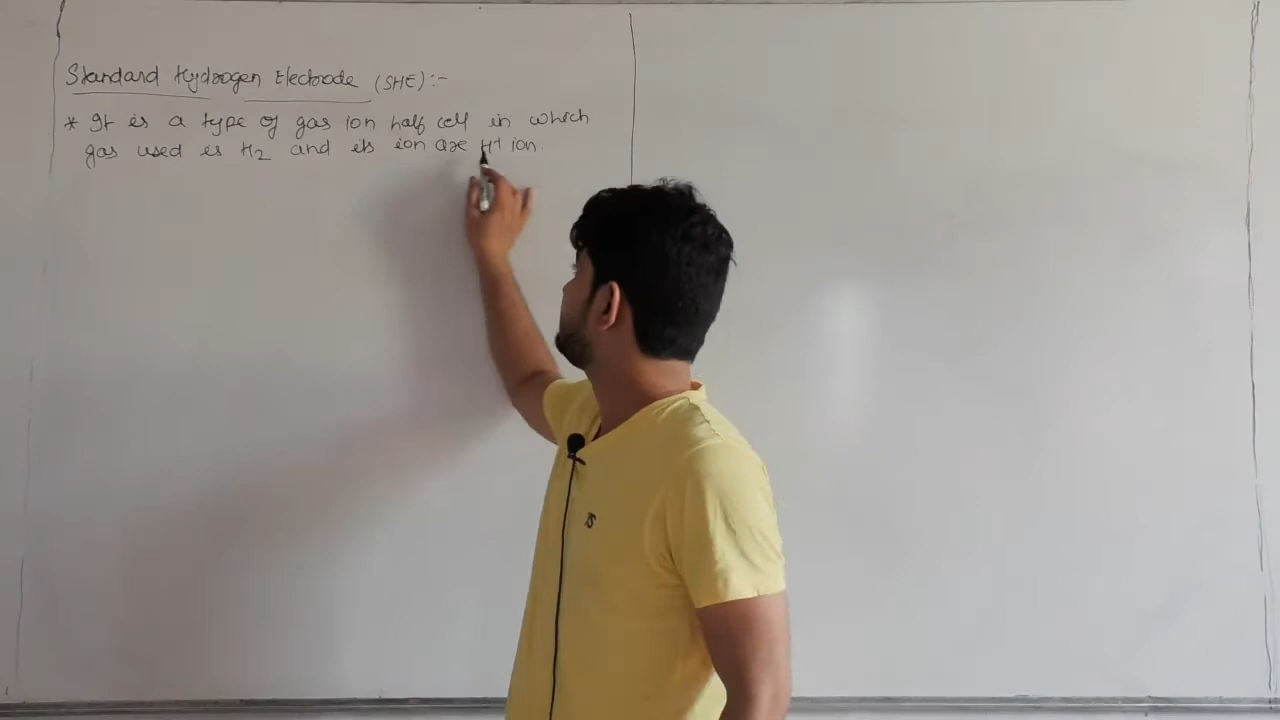 Standard Hydrogen Electrode (SHE):-
* It is a type of gas ion half cell in which
gas used is H2 and its ion are H+ ion.